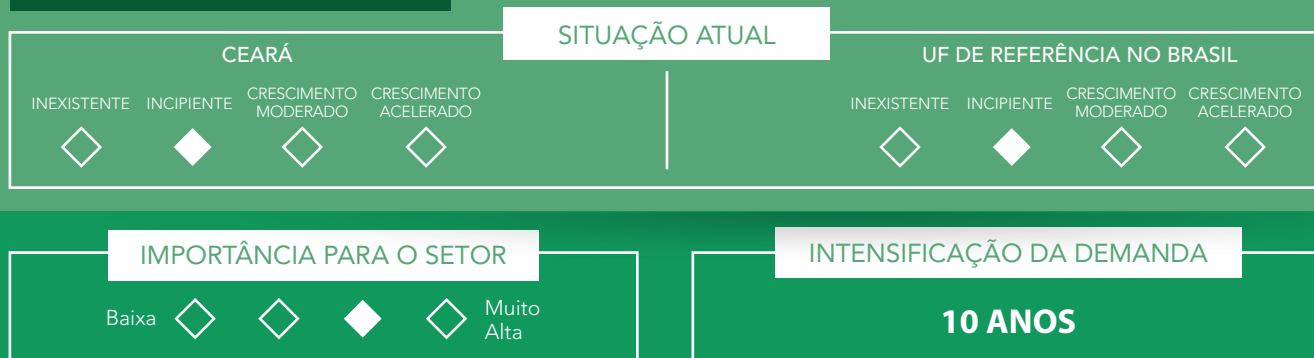 SITUAÇÃO ATUAL
CEARÁ
INEXISTENTE
INCIPIENTE
CRESCIMENTO
MODERADO
CRESCIMENTO
ACELERADO
UF DE REFERÊNCIA NO BRASIL
INEXISTENTE
INCIPIENTE
CRESCIMENTO
MODERADO
CRESCIMENTO
ACELERADO
IMPORTÂNCIA PARA O SETOR
Baixa
Muito
Alta
INTENSIFICAÇÃO DA DEMANDA
10 ANOS